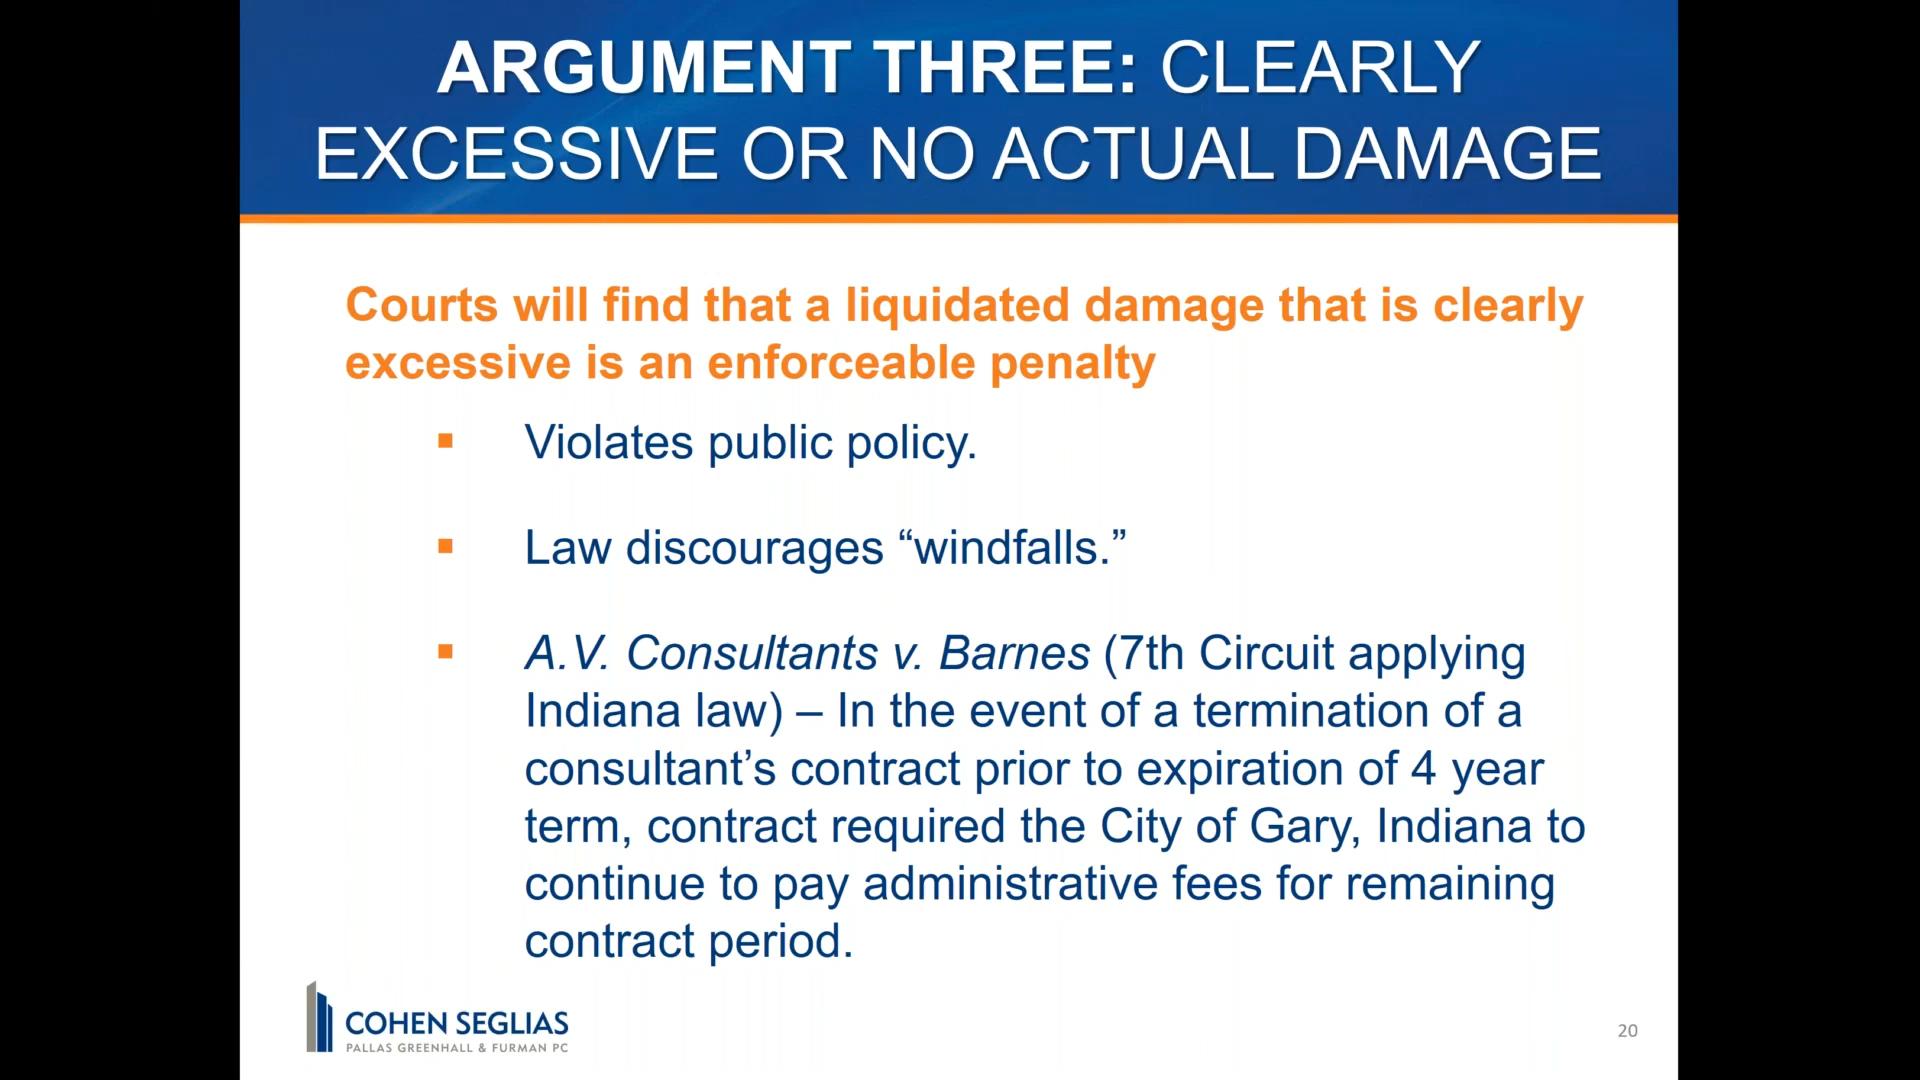 ARGUMENT THREE: CLEARLY
EXCESSIVE OR NO ACTUAL DAMAGE
Courts will find that a liquidated damage that is clearly
excessive is an enforceable penalty
▪ Violates public policy.
▪ Law discourages “windfalls.”
▪ A.V. Consultants v. Barnes (7th Circuit applying
Indiana law) – In the event of a termination of a
consultant’s contract prior to expiration of 4 year
term, contract required the City of Gary, Indiana to
continue to pay administrative fees for remaining
contract period.
COHEN SEGLIAS
PALLAS GREENHALL & FURMAN PC
20